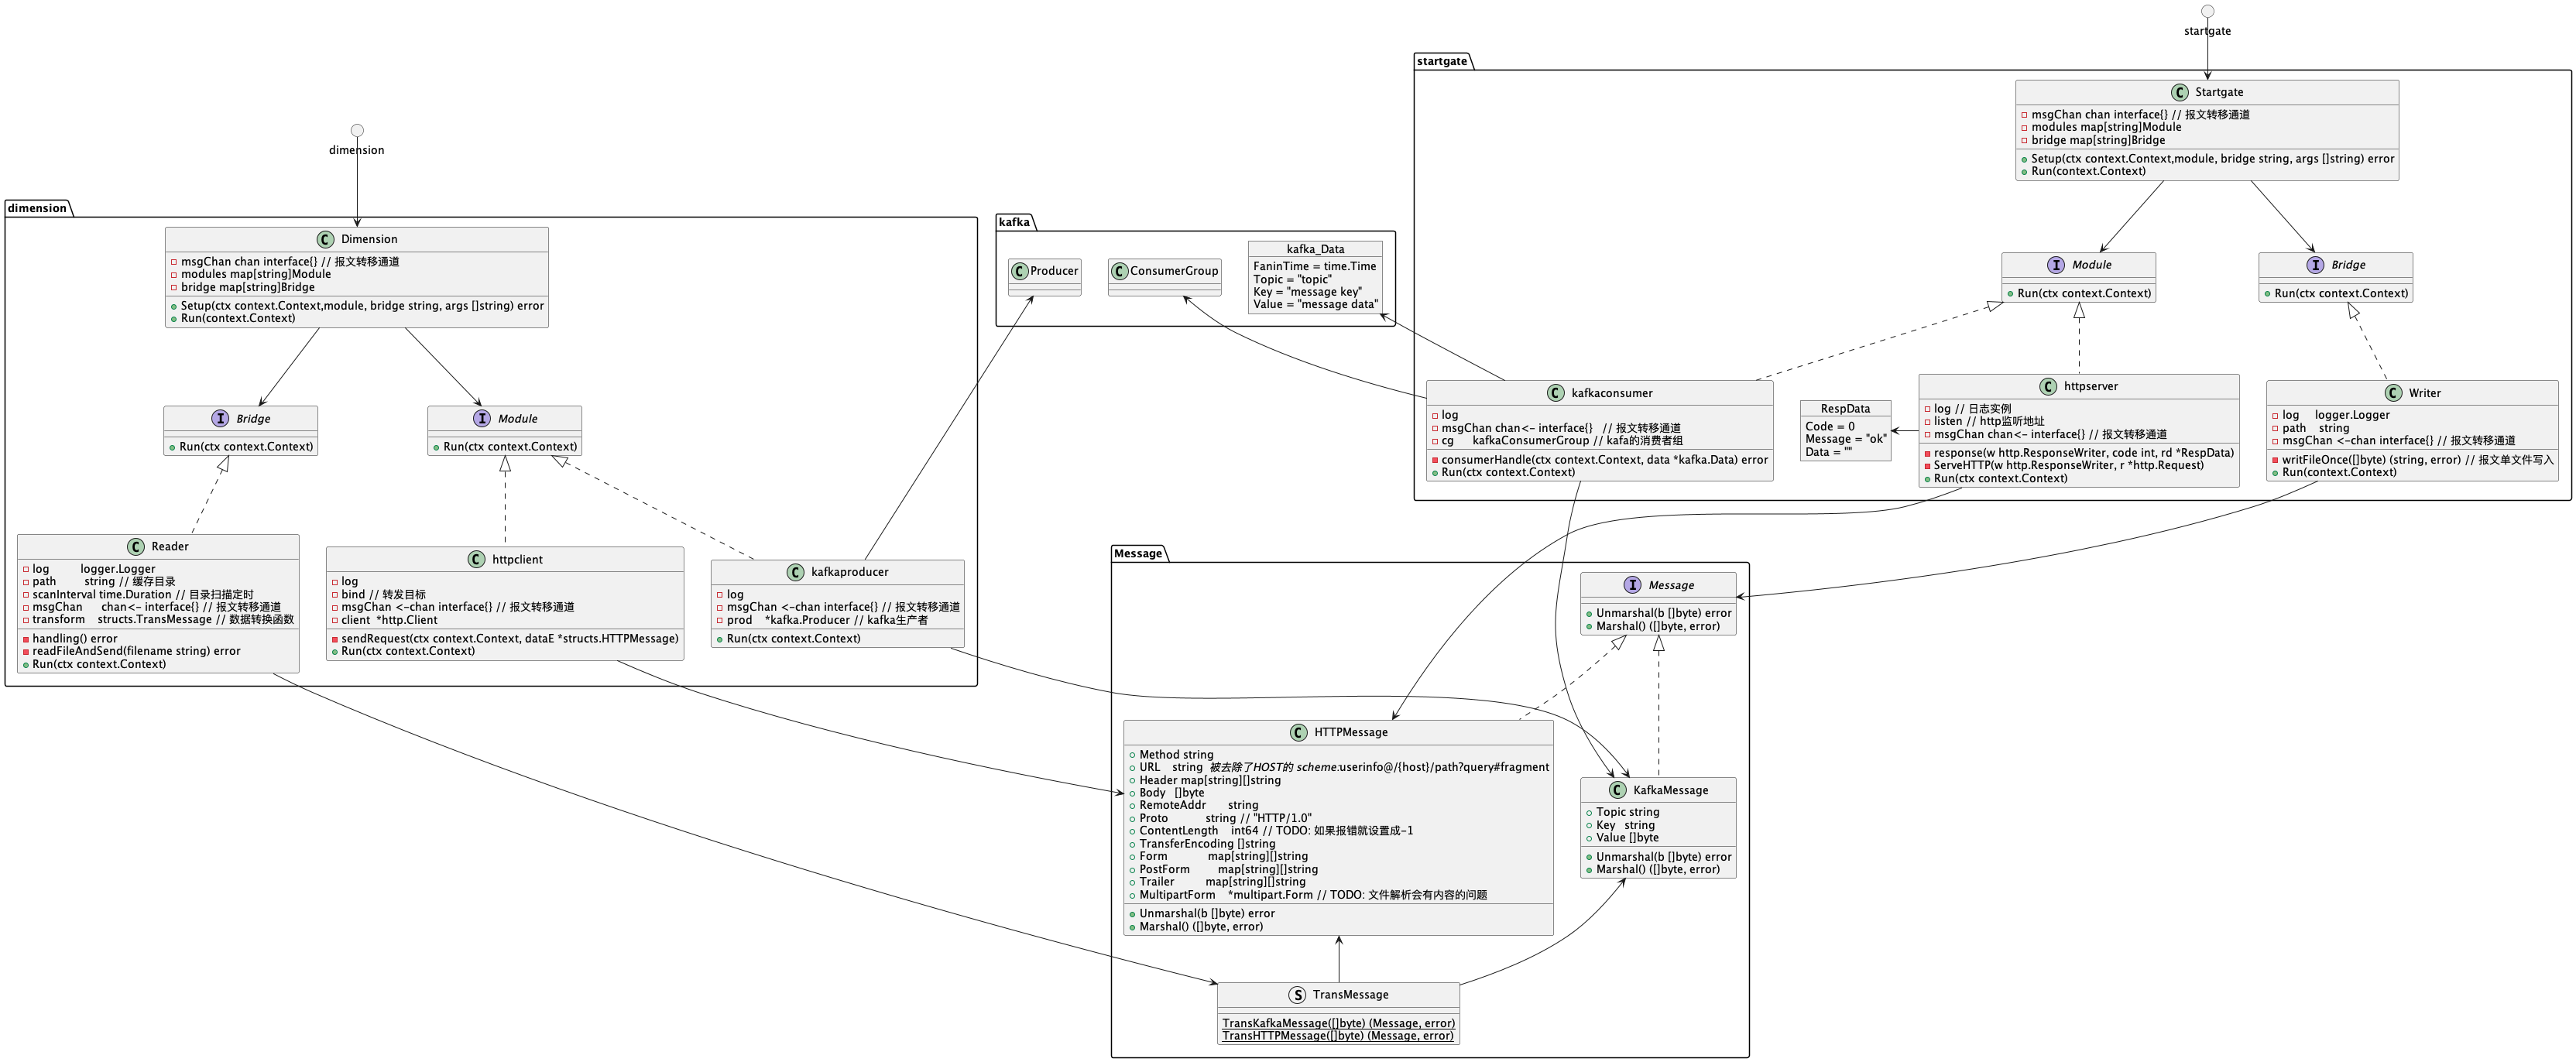 startgate
startgate
Startgate
msgChan chan interface{} // 报文转移通道
modules map[string]Module
bridge map[string]Bridge
Setup(ctx context.Context,module, bridge string, args []string) error
Run(context.Context)
Module
Run(ctx context.Context)
Bridge
Run(ctx context.Context)
kafkaconsumer
log
msgChan chan<- interface{}   // 报文转移通道
cg      kafkaConsumerGroup // kafa的消费者组
consumerHandle(ctx context.Context, data *kafka.Data) error
Run(ctx context.Context)
RespData
Code = 0
Message = "ok"
Data = ""
httpserver
log // 日志实例
listen // http监听地址
msgChan chan<- interface{} // 报文转移通道
response(w http.ResponseWriter, code int, rd *RespData)
ServeHTTP(w http.ResponseWriter, r *http.Request)
Run(ctx context.Context)
Writer
log     logger.Logger
path    string
msgChan <-chan interface{} // 报文转移通道
writFileOnce([]byte) (string, error) // 报文单文件写入
Run(context.Context)
dimension
dimension
Dimension
msgChan chan interface{} // 报文转移通道
modules map[string]Module
bridge map[string]Bridge
Setup(ctx context.Context,module, bridge string, args []string) error
Run(context.Context)
Bridge
Run(ctx context.Context)
Module
Run(ctx context.Context)
Reader
log          logger.Logger
path         string // 缓存目录
scanInterval time.Duration // 目录扫描定时
msgChan      chan<- interface{} // 报文转移通道
transform    structs.TransMessage // 数据转换函数
handling() error
readFileAndSend(filename string) error
Run(ctx context.Context)
httpclient
log
bind // 转发目标
msgChan <-chan interface{} // 报文转移通道
client  *http.Client
sendRequest(ctx context.Context, dataE *structs.HTTPMessage)
Run(ctx context.Context)
kafkaproducer
log
msgChan <-chan interface{} // 报文转移通道
prod    *kafka.Producer // kafka生产者
Run(ctx context.Context)
kafka
Producer
ConsumerGroup
kafka_Data
FaninTime = time.Time
Topic = "topic"
Key = "message key"
Value = "message data"
Message
Message
Unmarshal(b []byte) error
Marshal() ([]byte, error)
HTTPMessage
Method string
URL    string  被去除了HOST的 scheme:userinfo@/{host}/path?query#fragment
Header map[string][]string
Body   []byte
RemoteAddr       string
Proto            string // "HTTP/1.0"
ContentLength    int64 // TODO: 如果报错就设置成-1
TransferEncoding []string
Form             map[string][]string
PostForm         map[string][]string
Trailer          map[string][]string
MultipartForm    *multipart.Form // TODO: 文件解析会有内容的问题
Unmarshal(b []byte) error
Marshal() ([]byte, error)
KafkaMessage
Topic string
Key   string
Value []byte
Unmarshal(b []byte) error
Marshal() ([]byte, error)
TransMessage
TransKafkaMessage([]byte) (Message, error)
TransHTTPMessage([]byte) (Message, error)